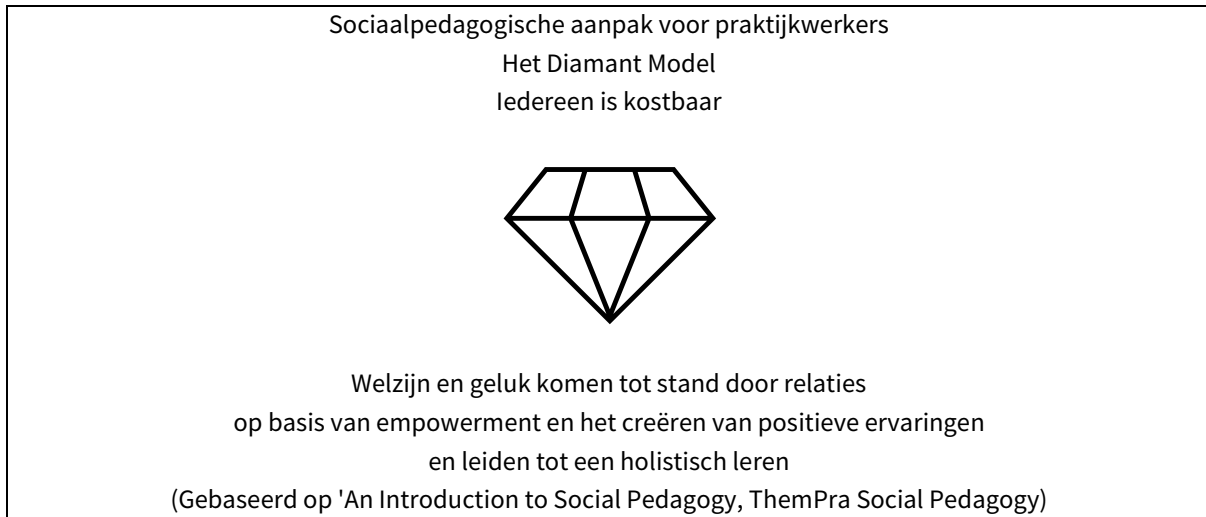 Sociaalpedagogische aanpak voor praktijkwerkers
Het Diamant Model
Iedereen is kostbaar
Welzijn en geluk komen tot stand door relaties
op basis van empowerment en het creëren van positieve ervaringen
en leiden tot een holistisch leren
(Gebaseerd op 'An Introduction to Social Pedagogy, ThemPra Social Pedagogy)